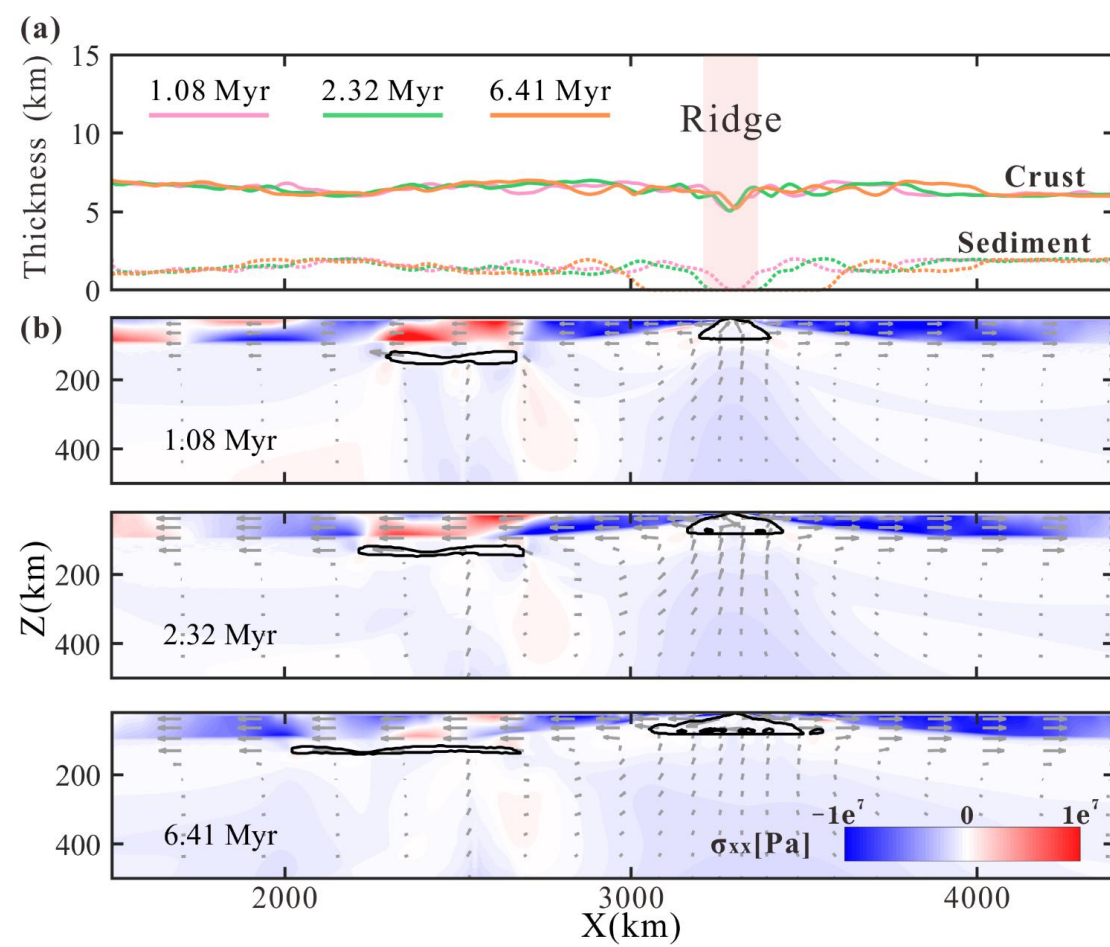 (a)
15
10
5
0
Thickness (km)
1.08 Myr 2.32 Myr 6.41 Myr
Ridge
Crust
Sediment
(b)
200
400
1.08 Myr
200
400
2.32 Myr
Z(km)
200
400
6.41 Myr
−1e⁷ 0 1e⁷
σxx[Pa]
2000 3000 4000
X(km)